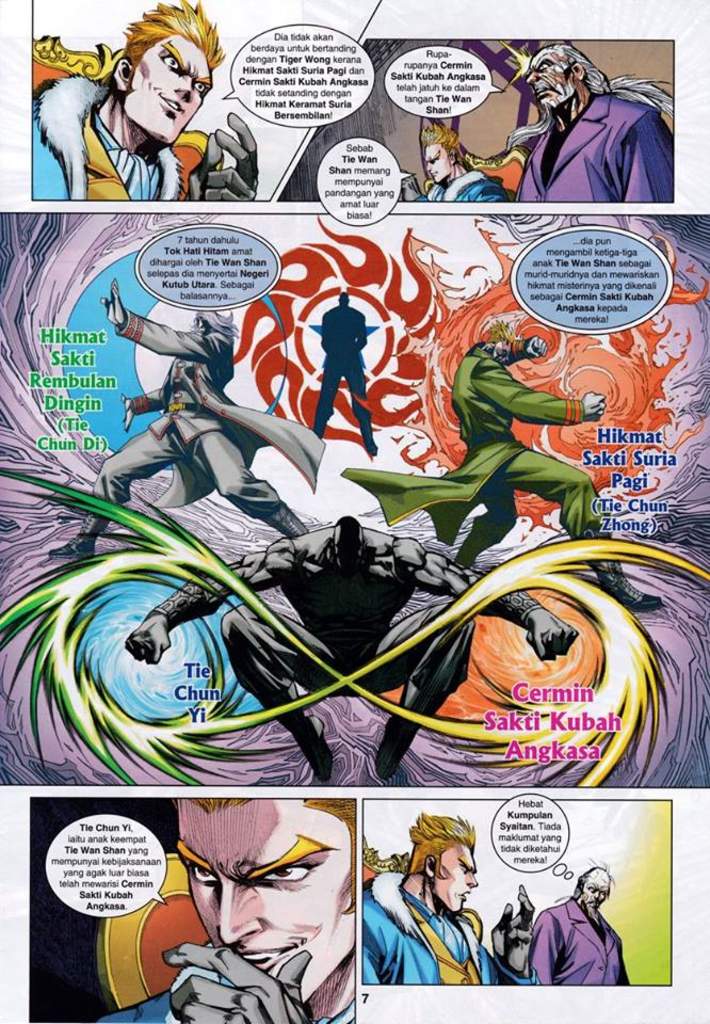 Dia tidak akan
berdaya untuk bertanding
dengan Tiger Wong kerana
Hikmat Sakti Suria Pagi dan
Cermin Sakti Kubah Angkasa
tidak setanding dengan
Hikmat Keramat Suria
Bersembilan!
Rupa-
rupanya Cermin
Sakti Kubah Angkasa
telah jatuh ke dalam
tangan Tie Wan
Shan!
Sebab
Tie Wan
Shan memang
mempunyai
pandangan yang
amat luar
biasa!
7 tahun dahulu
Tok Hati Hitam amat
dihargai oleh Tie Wan Shan
selepas dia menyertai Negeri
Kutub Utara. Sebagai
balasannya...
...dia pun
mengambil ketiga-tiga
anak Tie Wan Shan sebagai
murid-muridnya dan mewariskan
hikmat misterinya yang dikenali
sebagai Cermin Sakti Kubah
Angkasa kepada
mereka!
Hikmat
Sakti
Rembulan
Dingin
(Tie
Chun Di)
Hikmat
Sakti Suria
Pagi
(Tie Chun
Zhong)
Tie
Chun
Yi
Cermin
Sakti Kubah
Angkasa
Tie Chun Yi,
iaitu anak keempat
Tie Wan Shan yang
mempunyai kebijaksanaan
yang agak luar biasa
telah mewarisi Cermin
Sakti Kubah
Angkasa.
Hebat
Kumpulan
Syaitan. Tiada
maklumat yang
tidak diketahui
mereka!
7